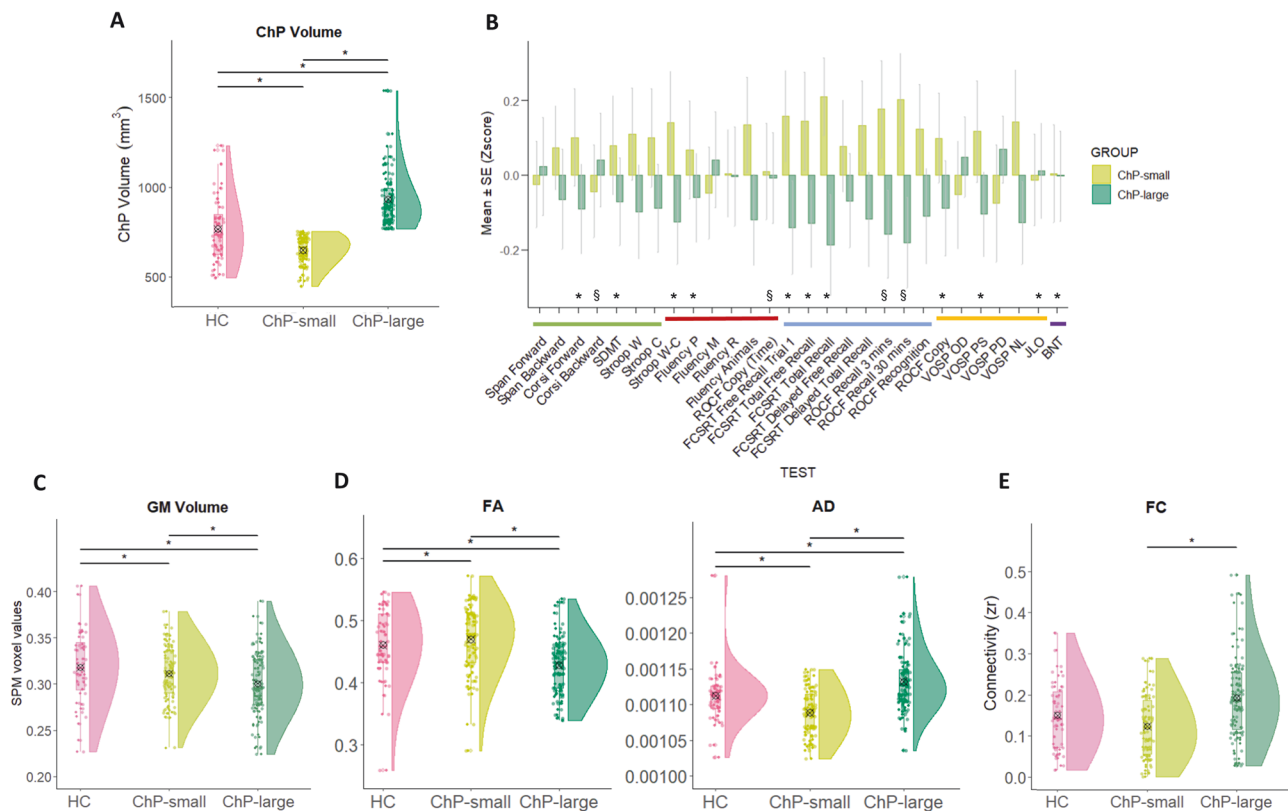 A
ChP Volume
ChP Volume (mm³)
1500
1000
500
*
*
*
HC
ChP-small
ChP-large
B
Mean ± SE (Zscore)
0.2
0.0
-0.2
* § * * * § * * * § § * * * *
Span Forward
Span Backward
Corsi Forward
Corsi Backward
SDMT
Stroop W
Stroop C
Stroop W-C
Fluency P
Fluency M
Fluency R
Fluency Animals
ROCF Copy (Time)
FCSRT Free Recall Trial 1
FCSRT Total Free Recall
FCSRT Total Recall
FCSRT Delayed Free Recall
FCSRT Delayed Total Recall
ROCF Recall 3 mins
ROCF Recall 30 mins
ROCF Recognition
ROCF Copy
VOSP OD
VOSP PS
VOSP PD
VOSP NL
JLO
BNT
TEST
GROUP
ChP-small
ChP-large
C
GM Volume
SPM voxel values
0.40
0.35
0.30
0.25
0.20
*
*
*
HC
ChP-small
ChP-large
D
FA
0.6
0.5
0.4
0.3
*
*
*
HC
ChP-small
ChP-large
AD
0.00125
0.00120
0.00115
0.00110
0.00105
0.00100
*
*
*
HC
ChP-small
ChP-large
E
FC
Connectivity (zr)
0.5
0.4
0.3
0.2
0.1
0.0
*
HC
ChP-small
ChP-large